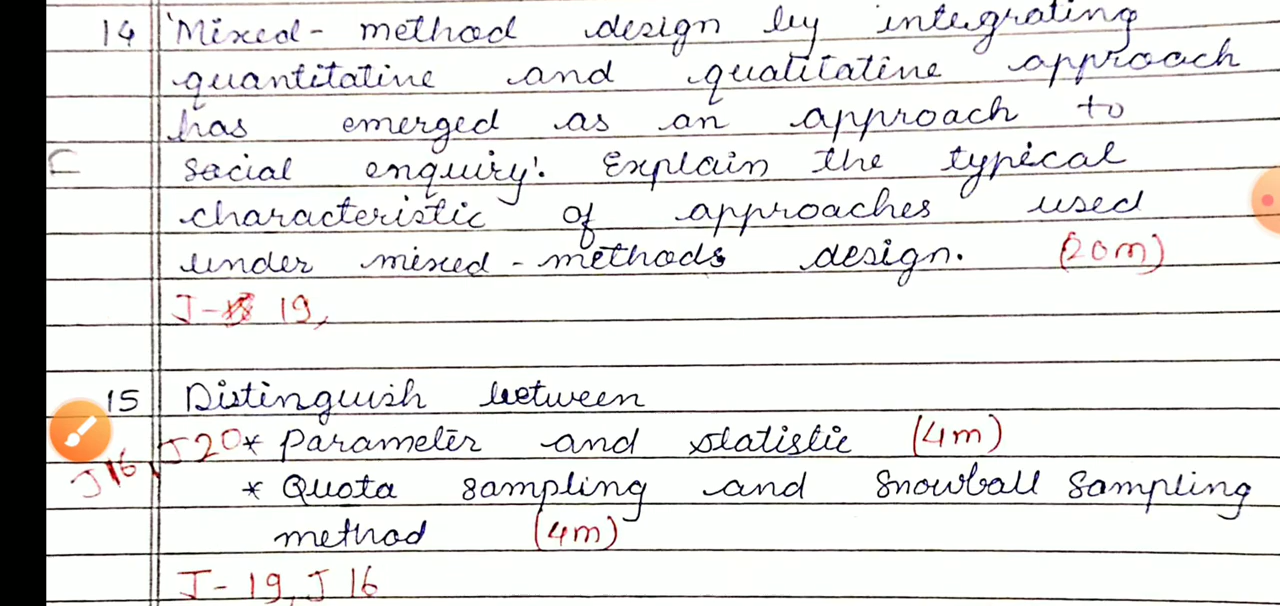 14 'Mixed- method design by integrating
quantitative and qualitative approach
has emerged as an approach to
social enquiry'. Explain the typical
characteristic of approaches used
under mixed-methods design. (20m)
J- 19,
15 Distinguish between
J16, J20 * Parameter and statistic (4m)
* Quota sampling and Snowball Sampling
method (4m)
J-19, J16